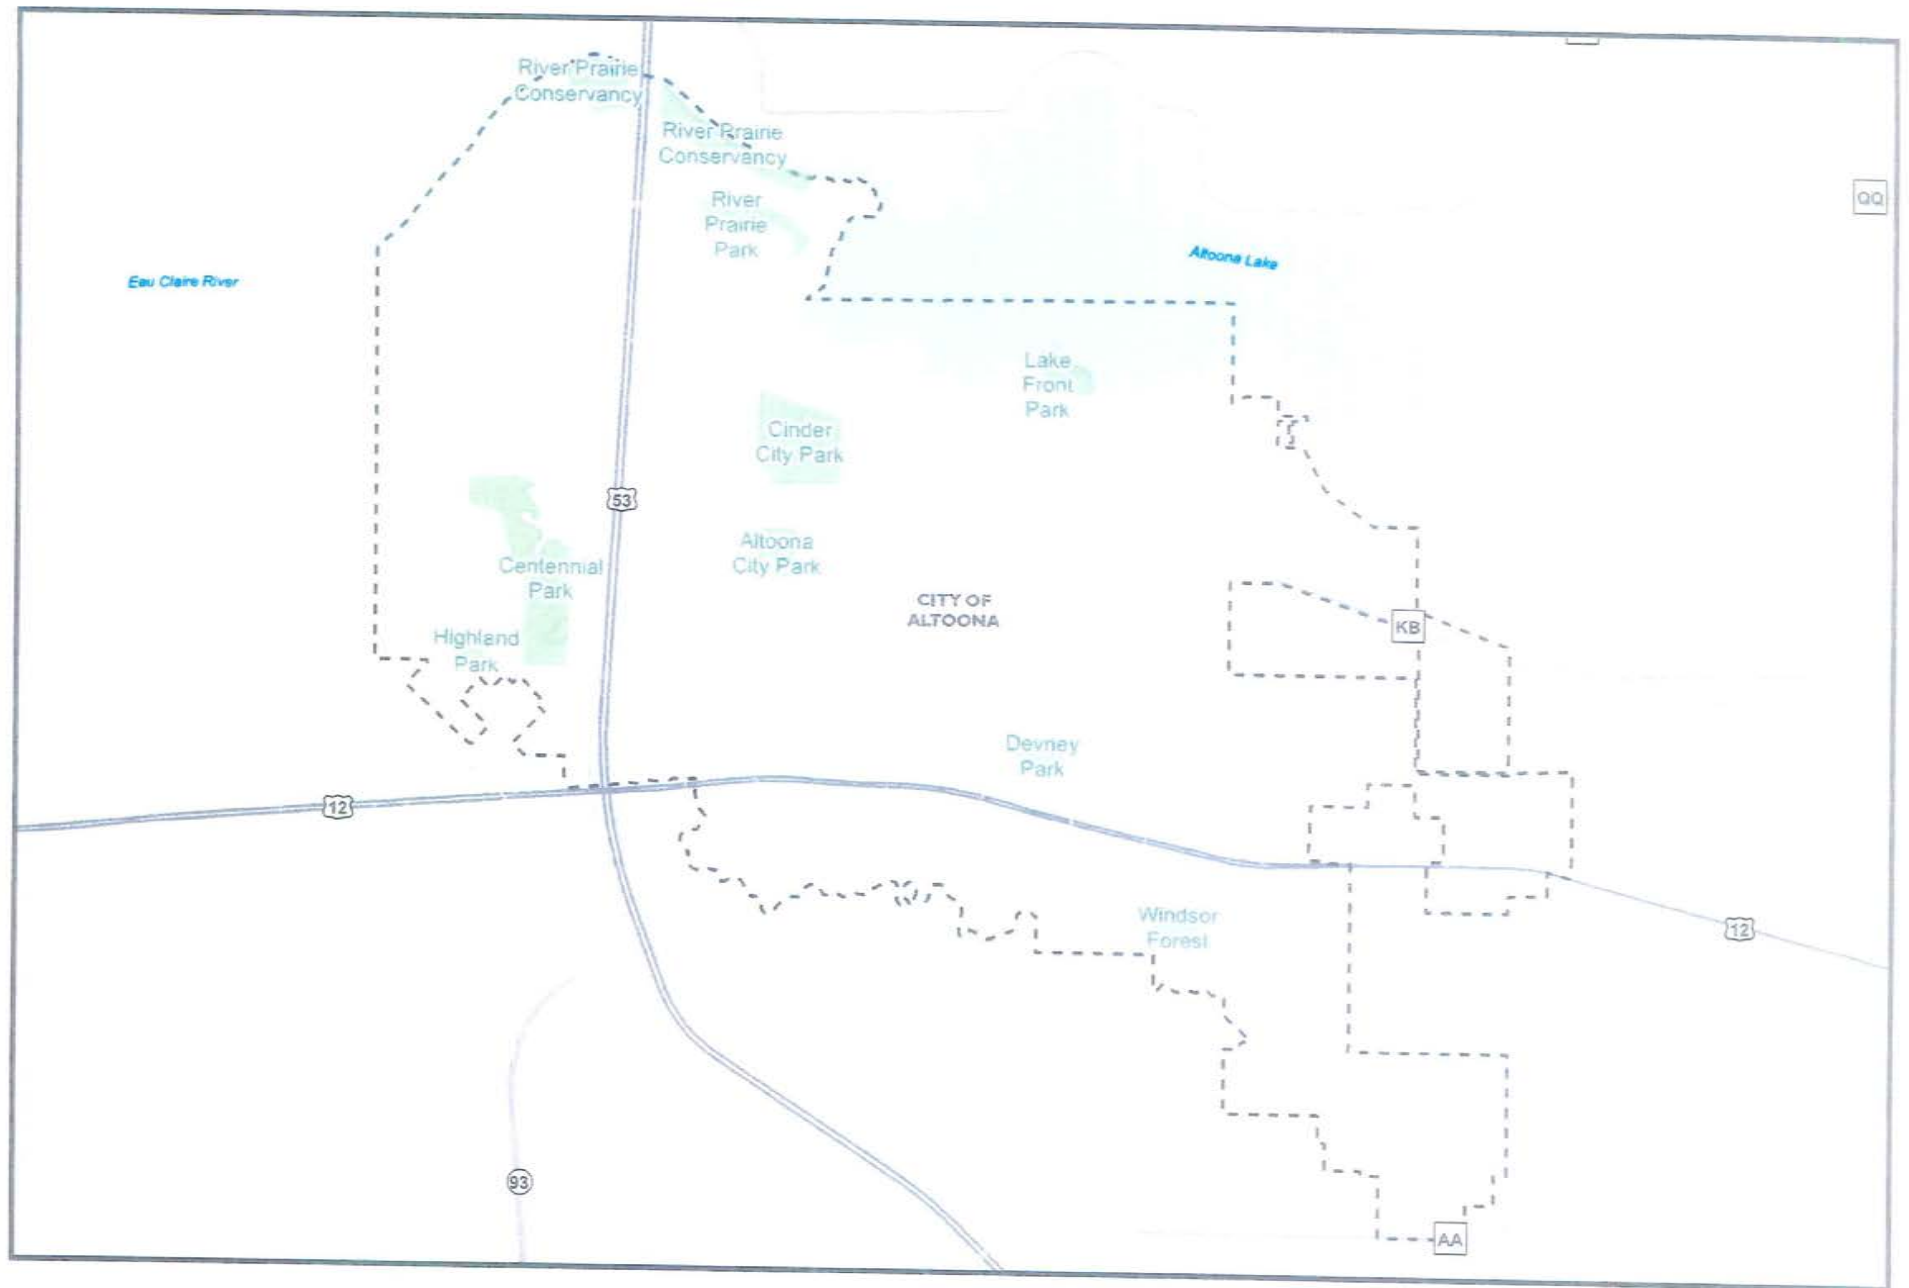 River Prairie
Conservancy
River Prairie
Conservancy
River
Prairie
Park
QQ
Altoona Lake
Eau Claire River
Lake
Front
Park
Cinder
City Park
53
Altoona
City Park
Centennial
Park
CITY OF
ALTOONA
KB
Highland
Park
Devney
Park
12
Windsor
Forest
12
93
AA